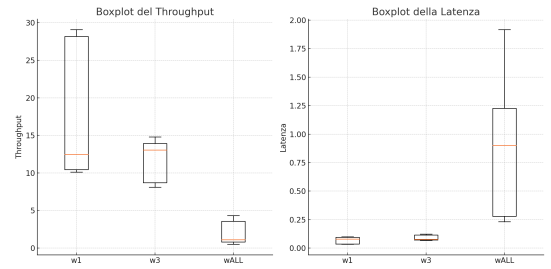 Boxplot del Throughput
30
25
20
15
10
5
0
Throughput
w1
w3
wALL
Boxplot della Latenza
2.00
1.75
1.50
1.25
1.00
0.75
0.50
0.25
0.00
Latenza
w1
w3
wALL